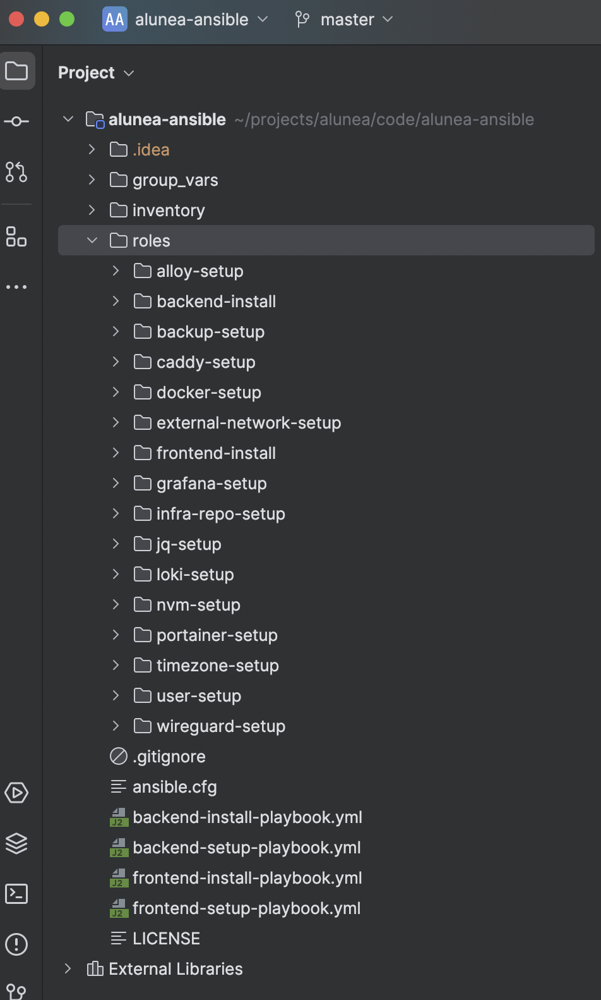 AA alunea-ansible master
Project
alunea-ansible ~/projects/alunea/code/alunea-ansible
.idea
group_vars
inventory
roles
alloy-setup
backend-install
backup-setup
caddy-setup
docker-setup
external-network-setup
frontend-install
grafana-setup
infra-repo-setup
jq-setup
loki-setup
nvm-setup
portainer-setup
timezone-setup
user-setup
wireguard-setup
.gitignore
ansible.cfg
J2 backend-install-playbook.yml
J2 backend-setup-playbook.yml
J2 frontend-install-playbook.yml
J2 frontend-setup-playbook.yml
LICENSE
External Libraries